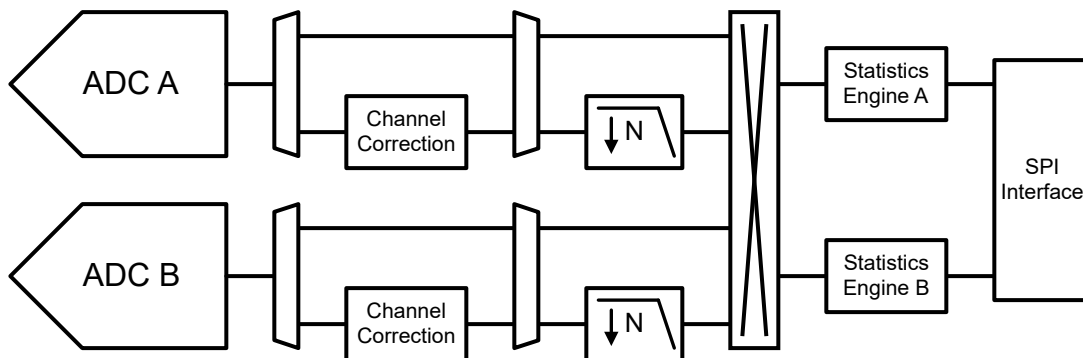 ADC A
Channel
Correction
N
Statistics
Engine A
SPI
Interface
ADC B
Channel
Correction
N
Statistics
Engine B